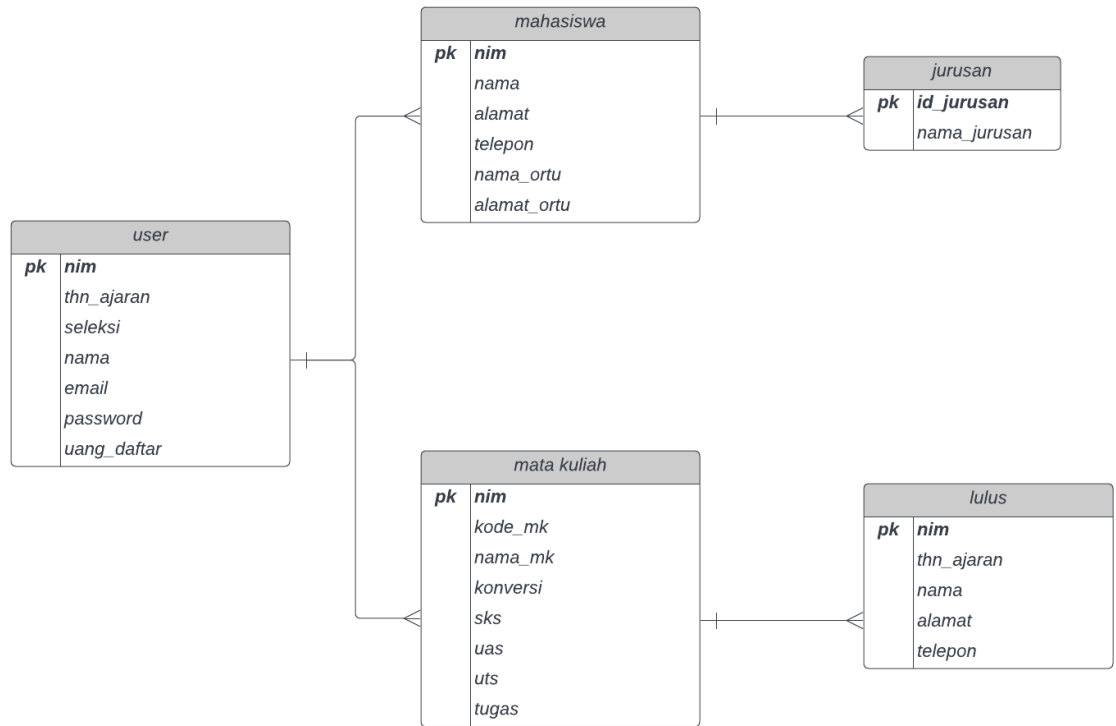 mahasiswa
pk nim
nama
alamat
telepon
nama_ortu
alamat_ortu
jurusan
pk id_jurusan
nama_jurusan
user
pk nim
thn_ajaran
seleksi
nama
email
password
uang_daftar
mata kuliah
pk nim
kode_mk
nama_mk
konversi
sks
uas
uts
tugas
lulus
pk nim
thn_ajaran
nama
alamat
telepon